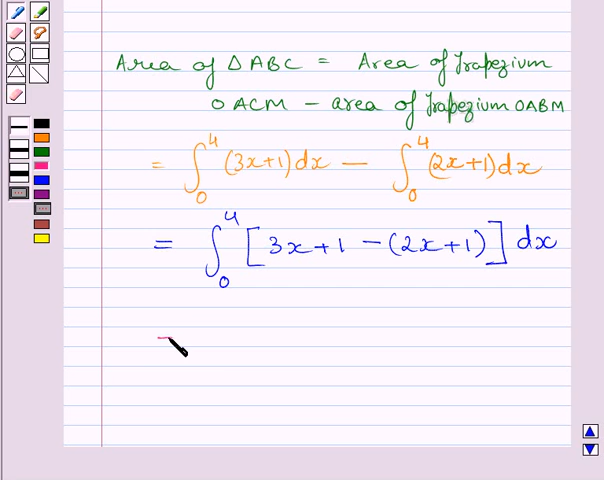 Area of △ABC = Area of Trapezium
OACM − area of Trapezium OABM
= ∫₀⁴ (3x+1)dx − ∫₀⁴ (2x+1)dx
= ∫₀⁴ [3x+1 −(2x+1)] dx